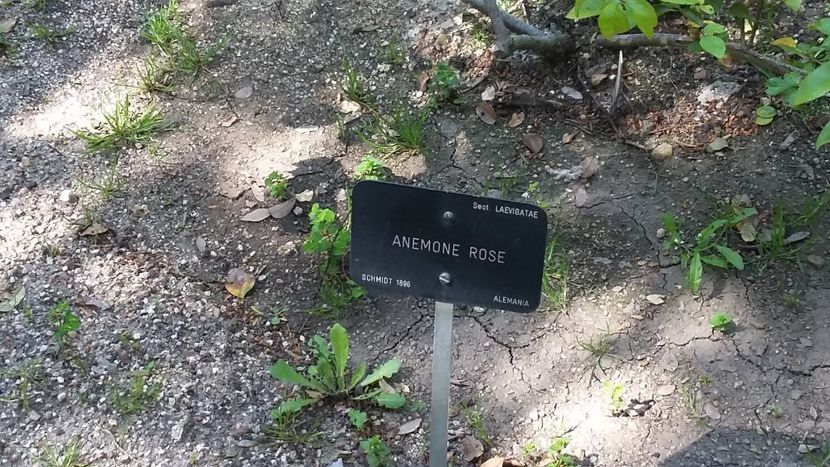 Sect. LAEVIGATAE
ANEMONE ROSE
SCHMIDT 1896
ALEMANIA